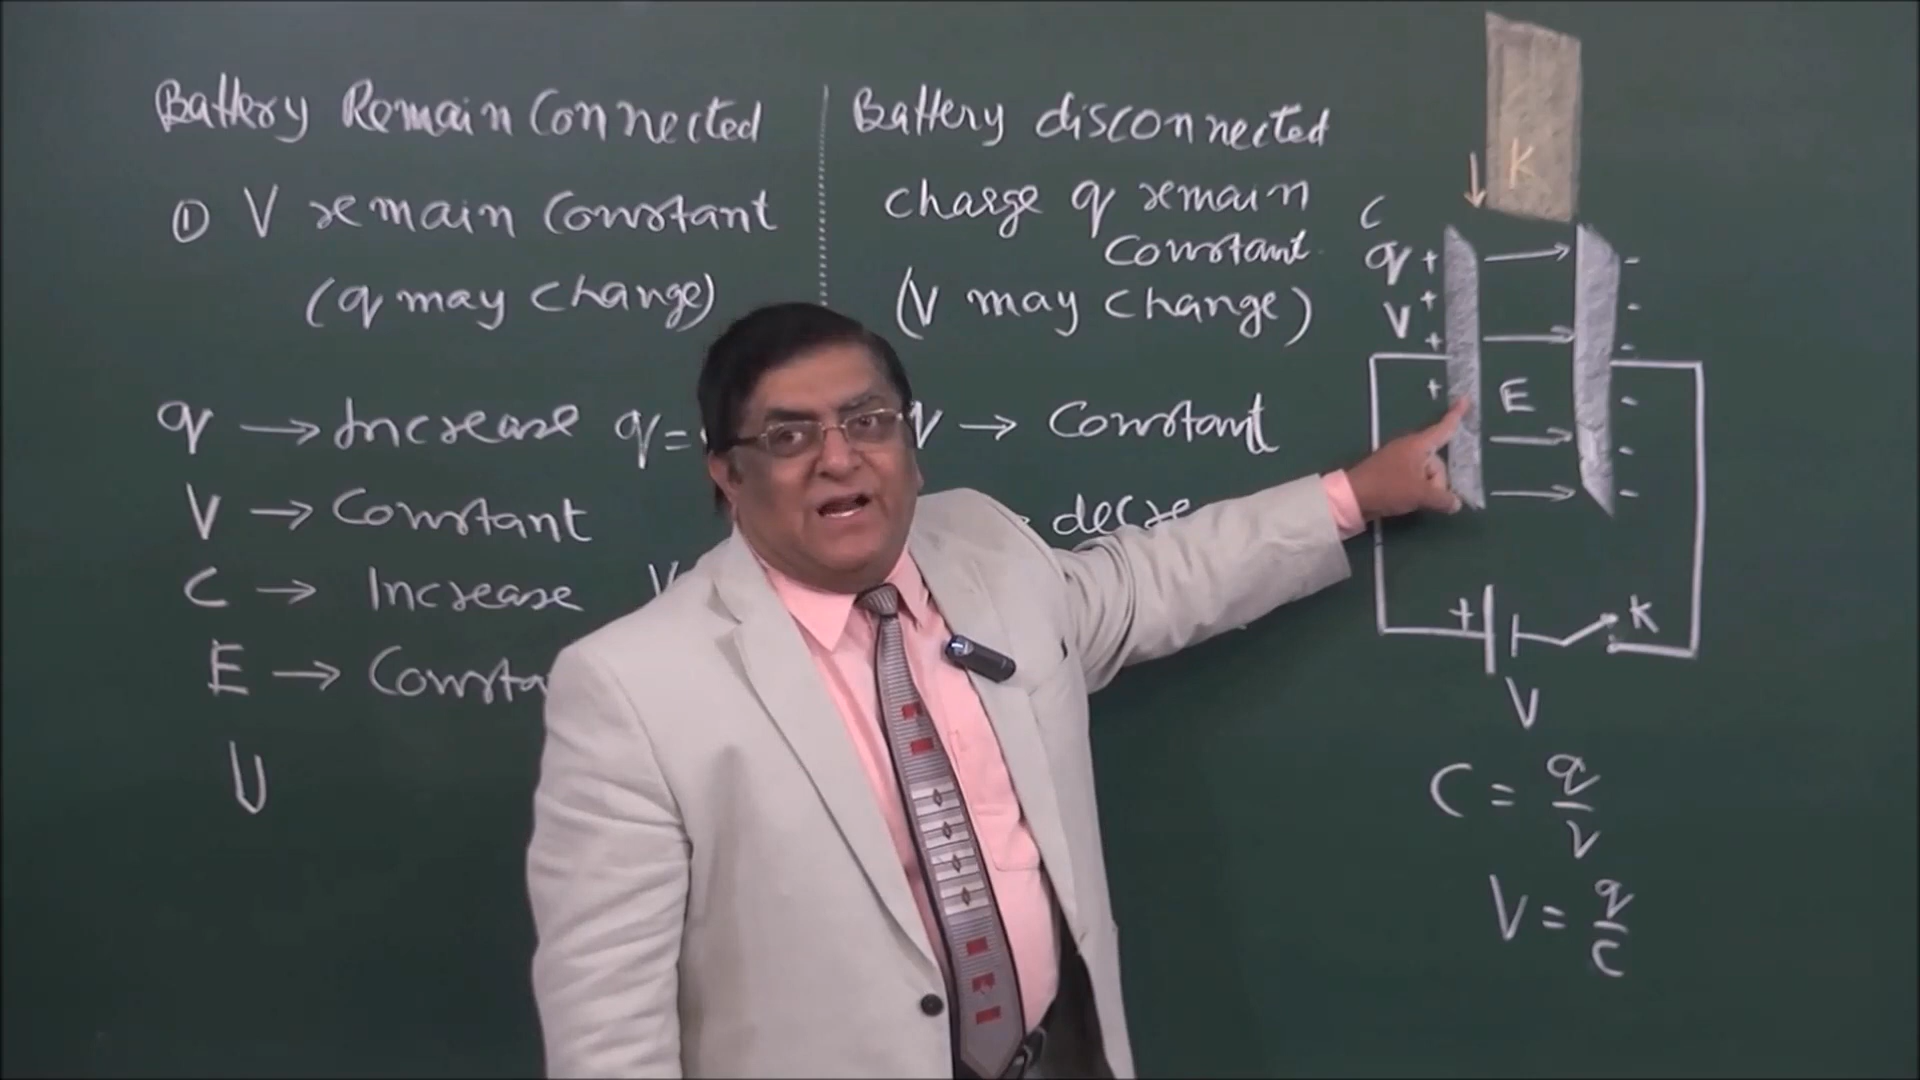 Battery Remain Connected
① V remain Constant
(q may Change)
q → Increase q =
V → Constant
C → Increase
E →
U
Battery disconnected
charge q remain
Constant
(V may Change)
→ Constant
K
↓
C
q + -
V + -
+ -
+ E -
-
-
+ K
V
C = q/V
V = q/C